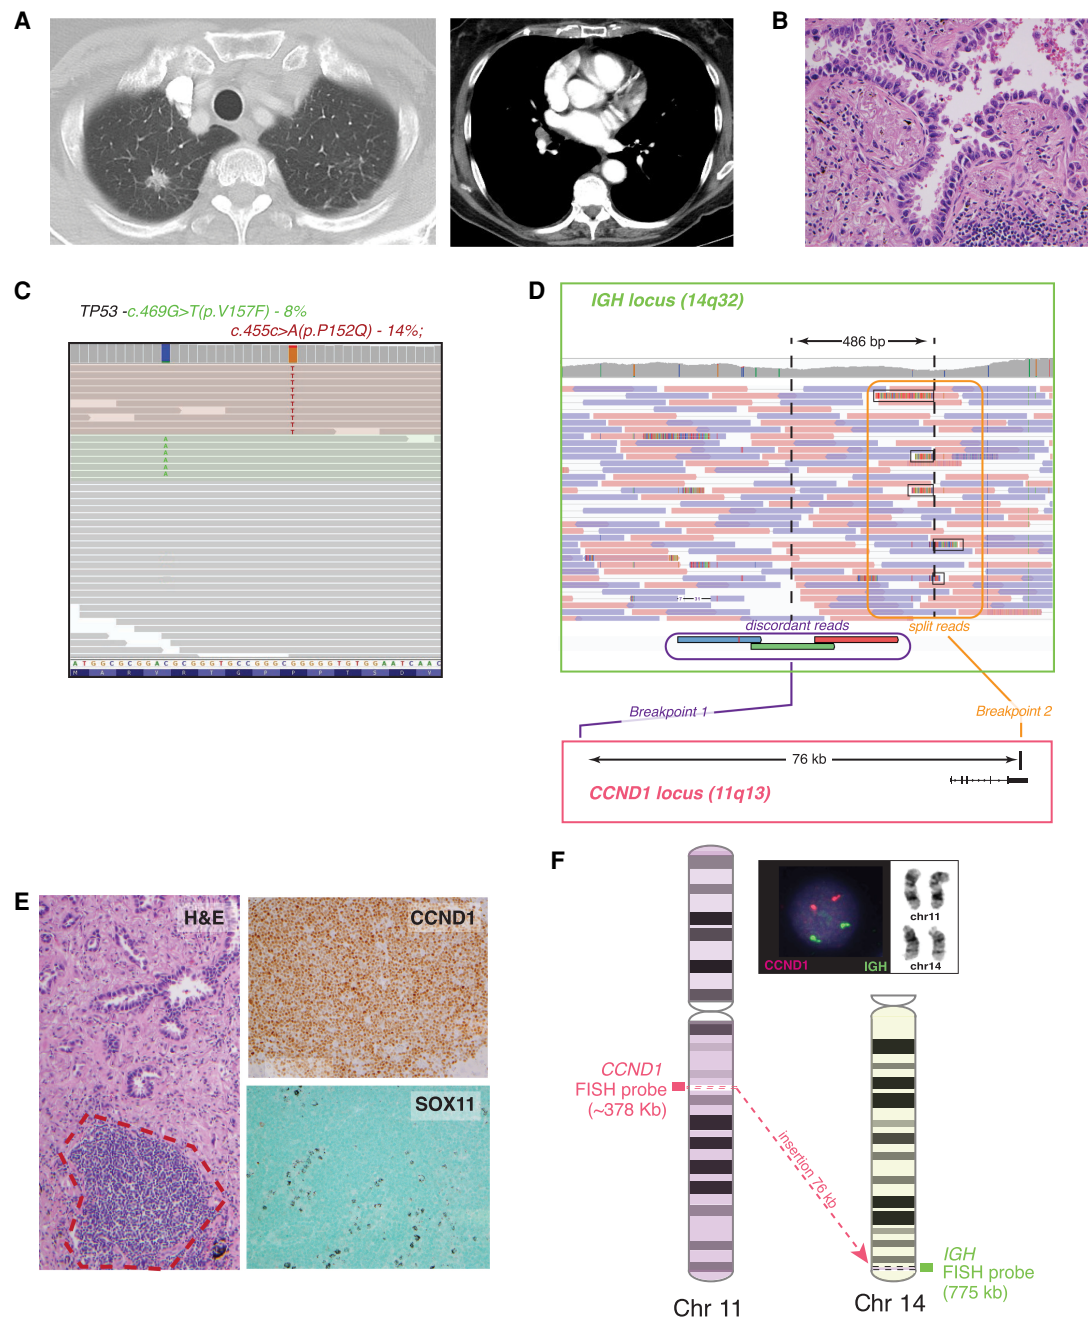 A
B
C
TP53 -c.469G>T(p.V157F) - 8%
c.455c>A(p.P152Q) - 14%;
T
T
T
T
T
T
T
T
T
T
A
A
A
A
A
A
ATGGCGCGGACGCGGGTGCCGGGCGGGGGTGTGGAATCAAC
M A R V R T G P P P T S D V
D
IGH locus (14q32)
486 bp
discordant reads
split reads
Breakpoint 1
Breakpoint 2
76 kb
CCND1 locus (11q13)
E
H&E
CCND1
SOX11
F
CCND1
IGH
chr11
chr14
CCND1
FISH probe
(~378 Kb)
insertion 76 kb
IGH
FISH probe
(775 kb)
Chr 11
Chr 14